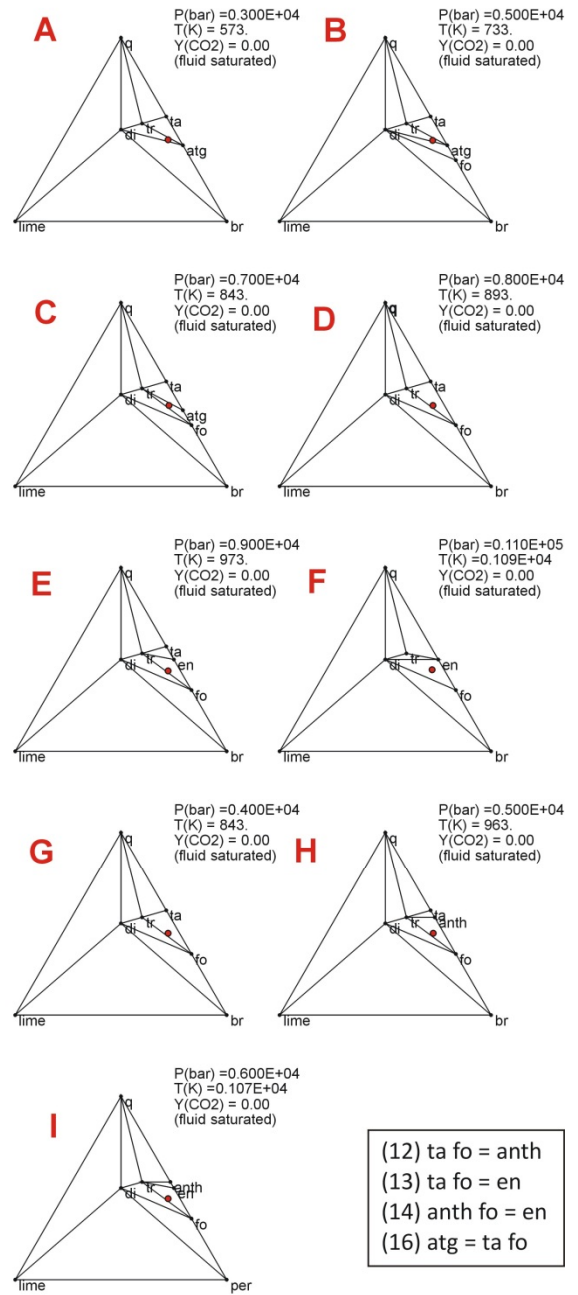 A
P(bar) =0.300E+04
T(K) = 573.
Y(CO2) = 0.00
(fluid saturated)
q
ta
tr
di
atg
lime
br
B
P(bar) =0.500E+04
T(K) = 733.
Y(CO2) = 0.00
(fluid saturated)
q
ta
tr
di
atg
fo
lime
br
C
P(bar) =0.700E+04
T(K) = 843.
Y(CO2) = 0.00
(fluid saturated)
q
ta
tr
di
atg
fo
lime
br
D
P(bar) =0.800E+04
T(K) = 893.
Y(CO2) = 0.00
(fluid saturated)
q
ta
tr
di
fo
lime
br
E
P(bar) =0.900E+04
T(K) = 973.
Y(CO2) = 0.00
(fluid saturated)
q
ta
tr
en
di
fo
lime
br
F
P(bar) =0.110E+05
T(K) =0.109E+04
Y(CO2) = 0.00
(fluid saturated)
q
tr
en
di
fo
lime
br
G
P(bar) =0.400E+04
T(K) = 843.
Y(CO2) = 0.00
(fluid saturated)
q
ta
tr
di
fo
lime
br
H
P(bar) =0.500E+04
T(K) = 963.
Y(CO2) = 0.00
(fluid saturated)
q
ta
tr
anth
di
fo
lime
br
I
P(bar) =0.600E+04
T(K) =0.107E+04
Y(CO2) = 0.00
(fluid saturated)
q
anth
tr
en
di
fo
lime
per
(12) ta fo = anth
(13) ta fo = en
(14) anth fo = en
(16) atg = ta fo